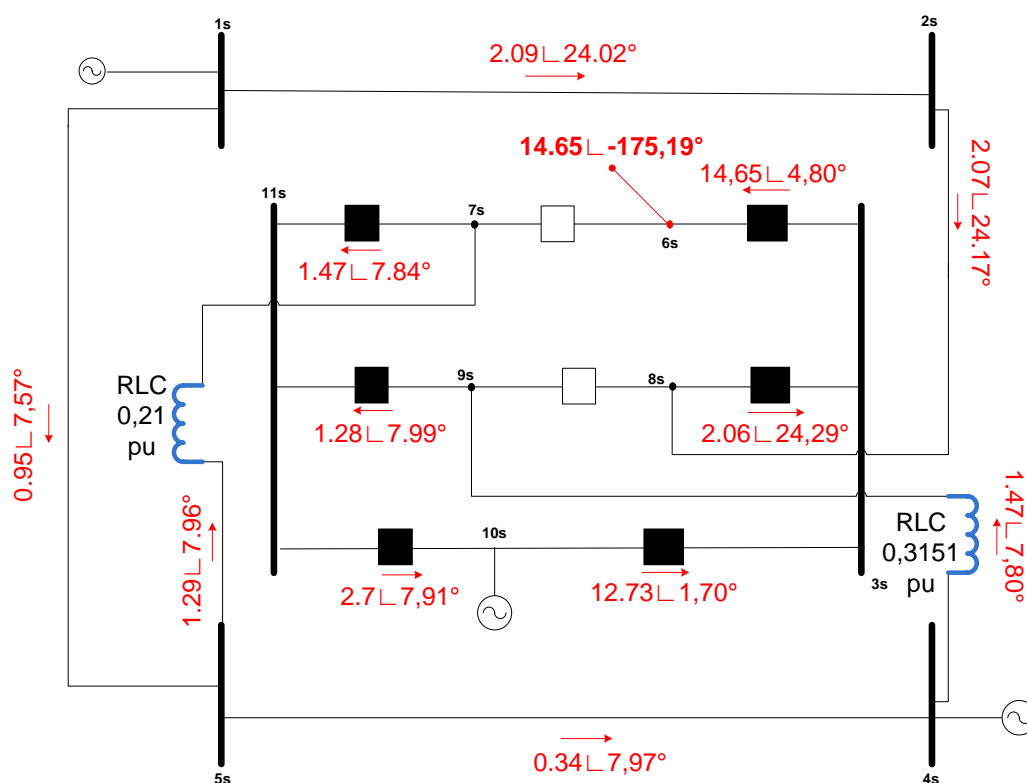 1s
2s
2.09∟24.02°
14.65∟-175,19°
14,65∟4,80°
2.07∟24.17°
11s
7s
6s
1.47∟7.84°
RLC
0,21
pu
9s
8s
1.28∟7.99°
2.06∟24,29°
0.95∟7,57°
1.29∟7.96°
10s
RLC
0,3151
pu
1.47∟7,80°
3s
2.7∟7,91°
12.73∟1,70°
0.34∟7,97°
5s
4s